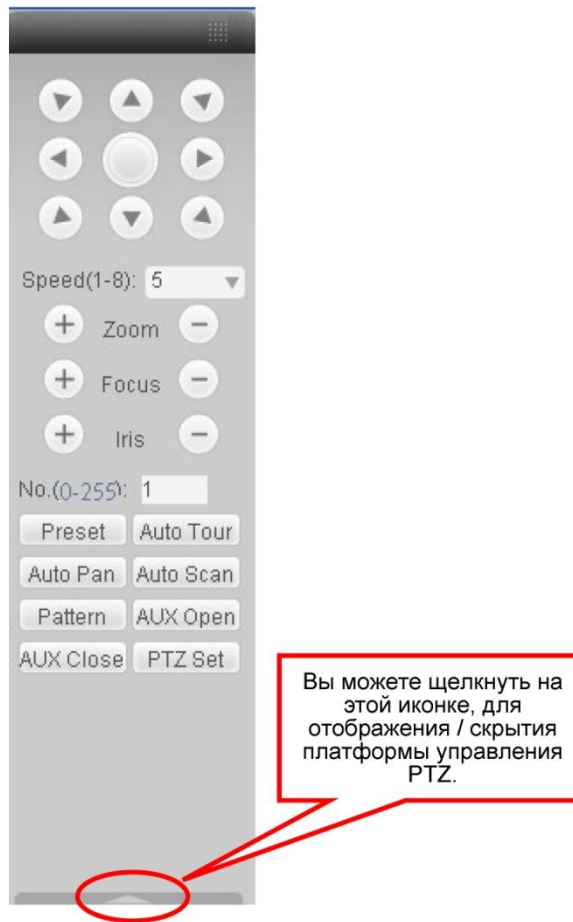 Speed(1-8): 5
+ Zoom −
+ Focus −
+ Iris −
No.(0-255): 1
Preset Auto Tour
Auto Pan Auto Scan
Pattern AUX Open
AUX Close PTZ Set
Вы можете щелкнуть на
этой иконке, для
отображения / скрытия
платформы управления
PTZ.